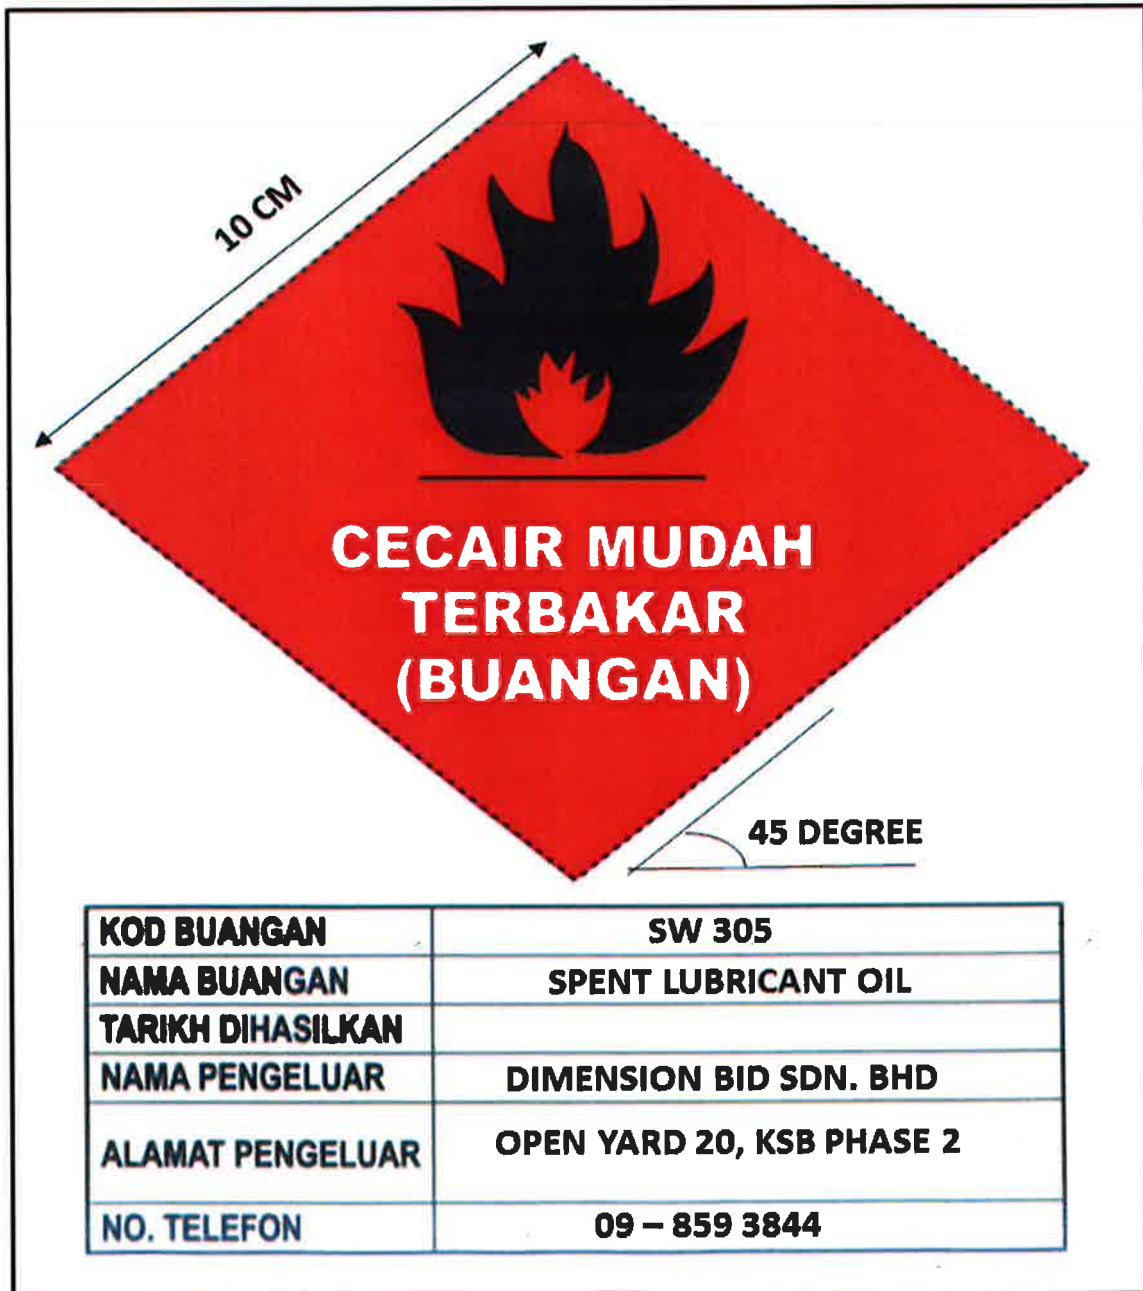 10 CM
CECAIR MUDAH
TERBAKAR
(BUANGAN)
45 DEGREE
KOD BUANGAN SW 305
NAMA BUANGAN SPENT LUBRICANT OIL
TARIKH DIHASILKAN
NAMA PENGELUAR DIMENSION BID SDN. BHD
ALAMAT PENGELUAR OPEN YARD 20, KSB PHASE 2
NO. TELEFON 09 – 859 3844